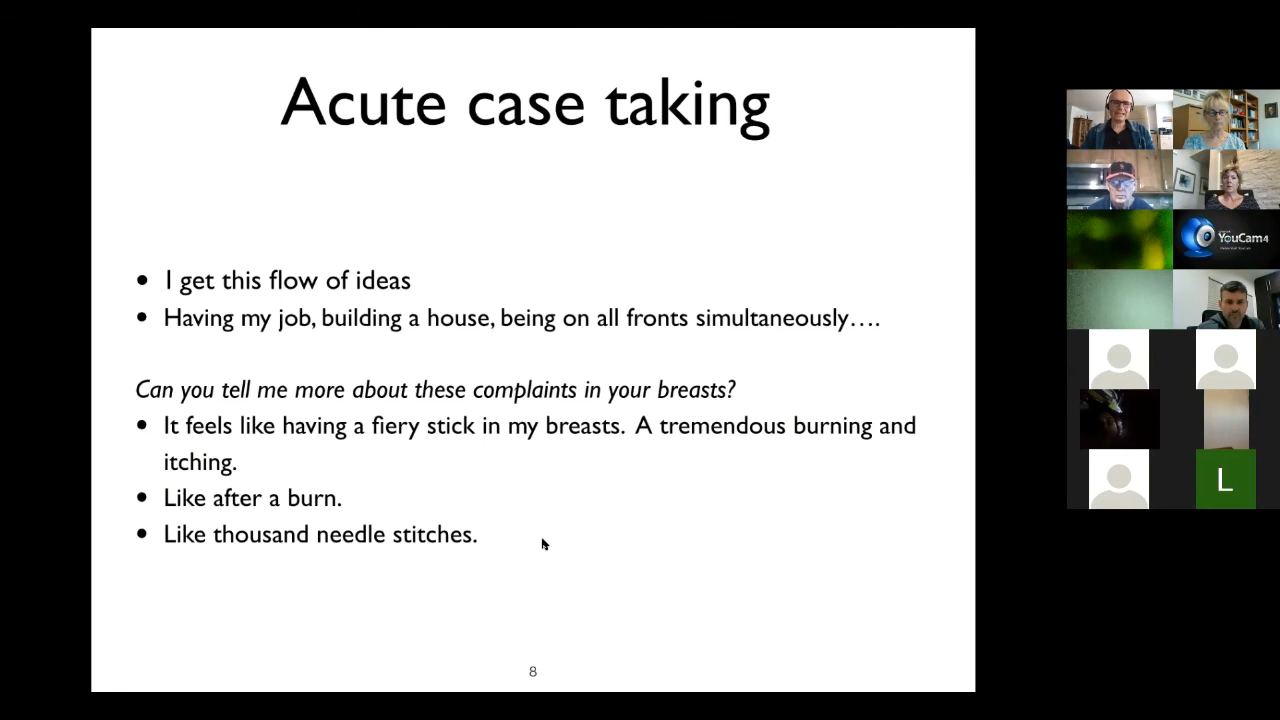 Acute case taking
• I get this flow of ideas
• Having my job, building a house, being on all fronts simultaneously….
Can you tell me more about these complaints in your breasts?
• It feels like having a fiery stick in my breasts. A tremendous burning and
itching.
• Like after a burn.
• Like thousand needle stitches.
8
YouCam4
L